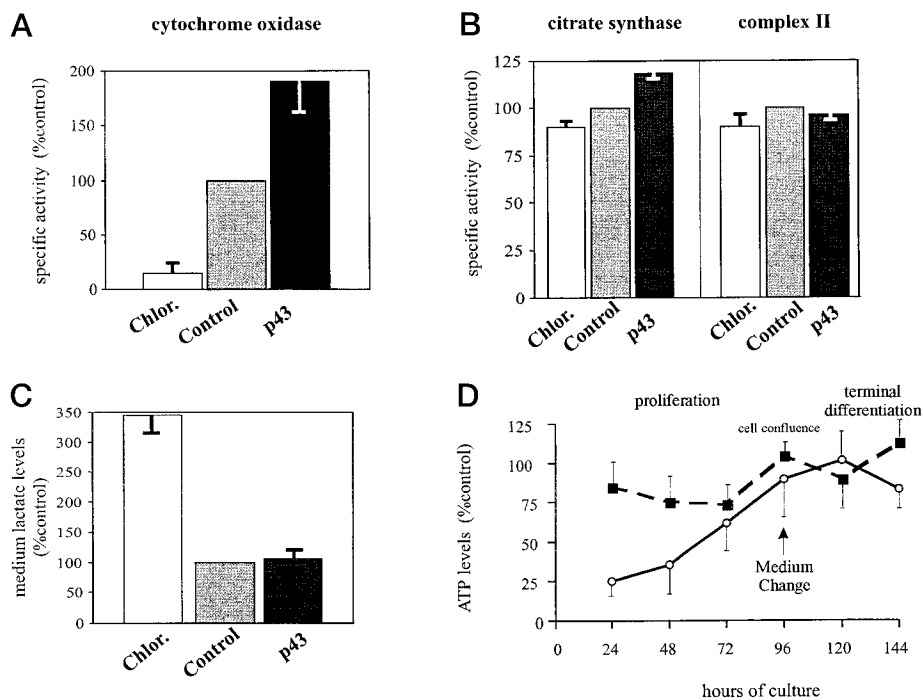 A
cytochrome oxidase
specific activity (%control)
200
150
100
50
0
Chlor.
Control
p43
B
citrate synthase
complex II
specific activity (%control)
125
100
75
50
25
0
Chlor.
Control
p43
Chlor.
Control
p43
C
medium lactate levels
(%control)
350
300
250
200
150
100
50
0
Chlor.
Control
p43
D
proliferation
cell confluence
terminal
differentiation
ATP levels (%control)
125
100
75
50
25
0
Medium
Change
0 24 48 72 96 120 144
hours of culture